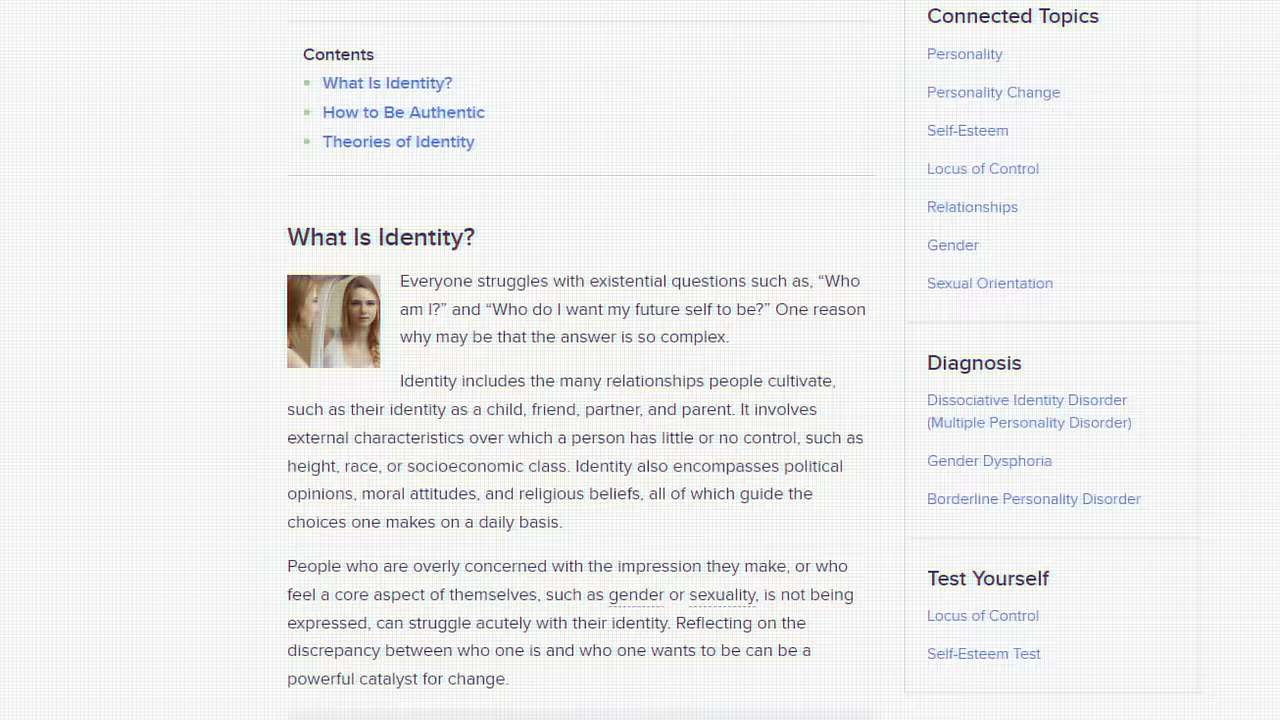 Contents
What Is Identity?
How to Be Authentic
Theories of Identity
What Is Identity?
Everyone struggles with existential questions such as, “Who
am I?” and “Who do I want my future self to be?” One reason
why may be that the answer is so complex.
Identity includes the many relationships people cultivate,
such as their identity as a child, friend, partner, and parent. It involves
external characteristics over which a person has little or no control, such as
height, race, or socioeconomic class. Identity also encompasses political
opinions, moral attitudes, and religious beliefs, all of which guide the
choices one makes on a daily basis.
People who are overly concerned with the impression they make, or who
feel a core aspect of themselves, such as gender or sexuality, is not being
expressed, can struggle acutely with their identity. Reflecting on the
discrepancy between who one is and who one wants to be can be a
powerful catalyst for change.
Connected Topics
Personality
Personality Change
Self-Esteem
Locus of Control
Relationships
Gender
Sexual Orientation
Diagnosis
Dissociative Identity Disorder
(Multiple Personality Disorder)
Gender Dysphoria
Borderline Personality Disorder
Test Yourself
Locus of Control
Self-Esteem Test